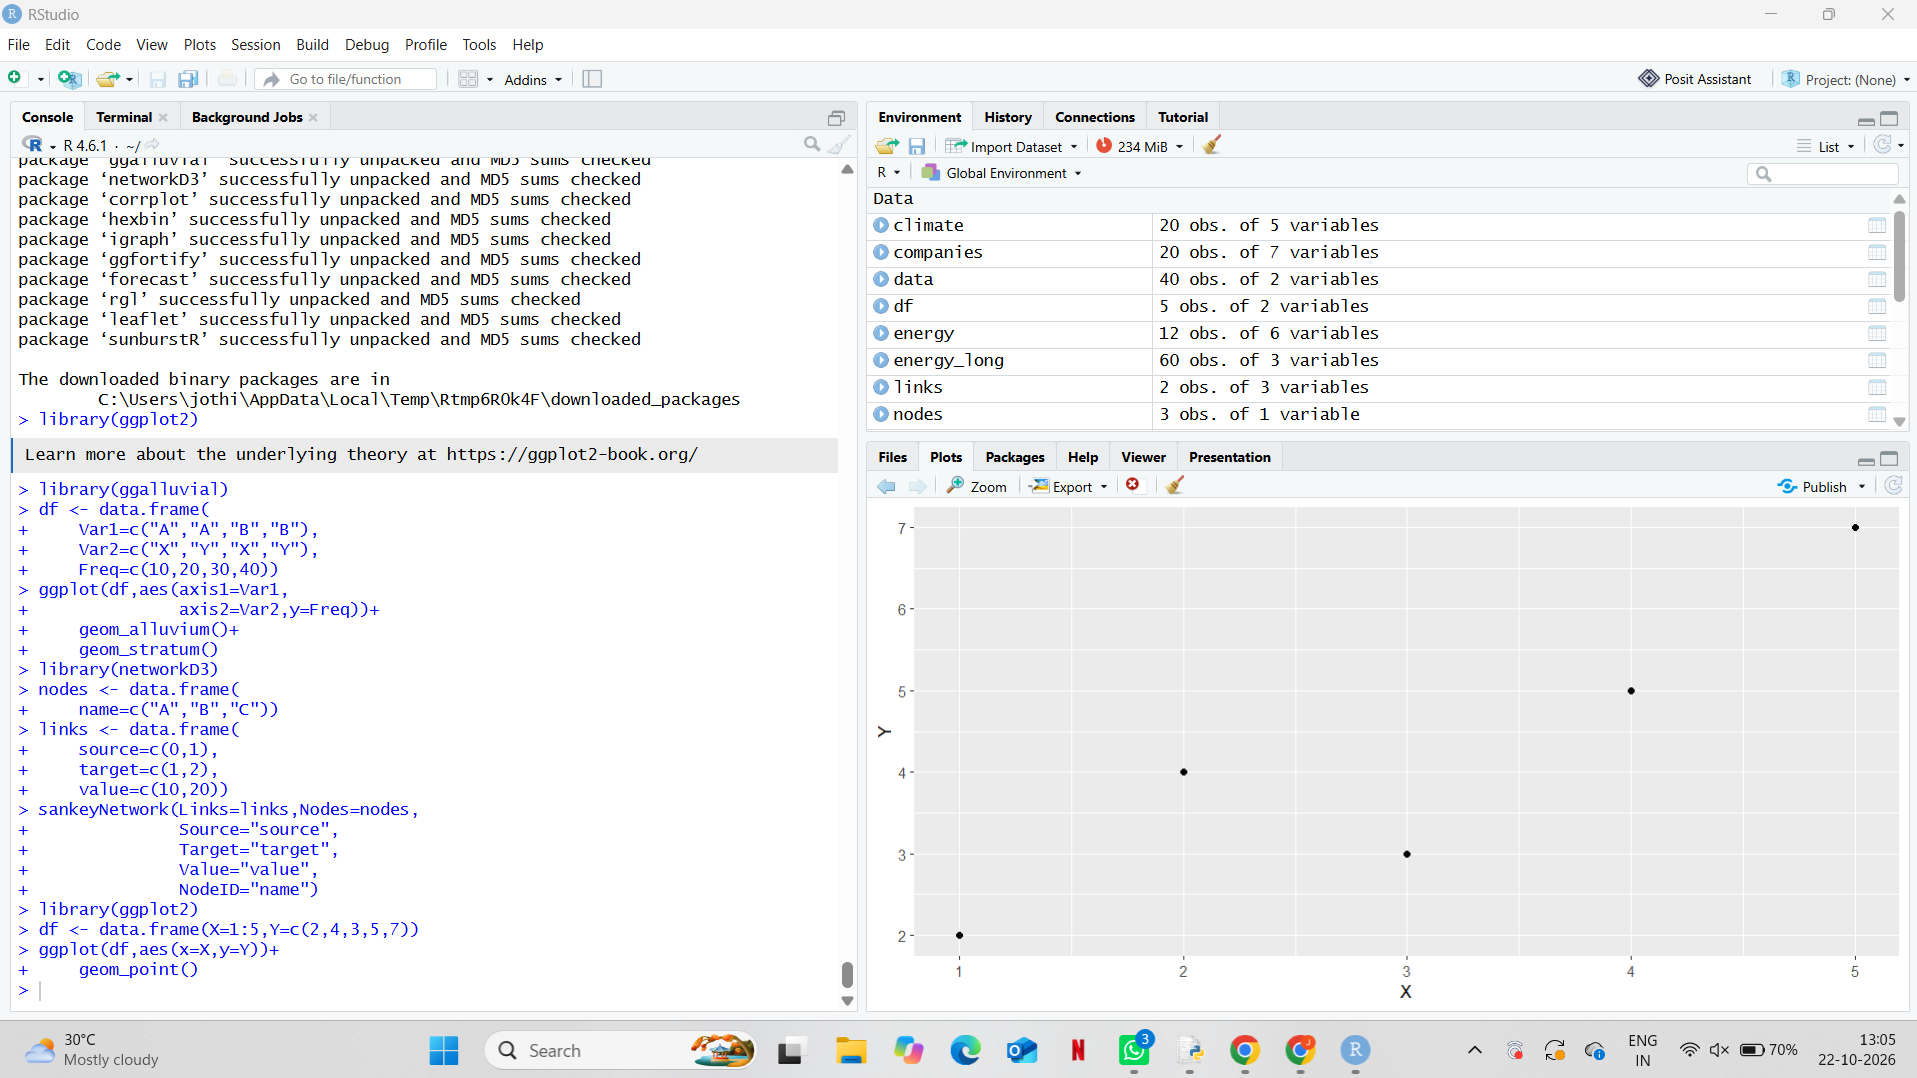 RStudio
File Edit Code View Plots Session Build Debug Profile Tools Help
Go to file/function Addins Posit Assistant Project: (None)
Console Terminal Background Jobs
R 4.6.1 · ~/
package ‘ggalluvial’ successfully unpacked and MD5 sums checked
package ‘networkD3’ successfully unpacked and MD5 sums checked
package ‘corrplot’ successfully unpacked and MD5 sums checked
package ‘hexbin’ successfully unpacked and MD5 sums checked
package ‘igraph’ successfully unpacked and MD5 sums checked
package ‘ggfortify’ successfully unpacked and MD5 sums checked
package ‘forecast’ successfully unpacked and MD5 sums checked
package ‘rgl’ successfully unpacked and MD5 sums checked
package ‘leaflet’ successfully unpacked and MD5 sums checked
package ‘sunburstR’ successfully unpacked and MD5 sums checked
The downloaded binary packages are in
C:\Users\jothi\AppData\Local\Temp\Rtmp6R0k4F\downloaded_packages
> library(ggplot2)
Learn more about the underlying theory at https://ggplot2-book.org/
> library(ggalluvial)
> df <- data.frame(
+ Var1=c("A","A","B","B"),
+ Var2=c("X","Y","X","Y"),
+ Freq=c(10,20,30,40))
> ggplot(df,aes(axis1=Var1,
+ axis2=Var2,y=Freq))+
+ geom_alluvium()+
+ geom_stratum()
> library(networkD3)
> nodes <- data.frame(
+ name=c("A","B","C"))
> links <- data.frame(
+ source=c(0,1),
+ target=c(1,2),
+ value=c(10,20))
> sankeyNetwork(Links=links,Nodes=nodes,
+ Source="source",
+ Target="target",
+ Value="value",
+ NodeID="name")
> library(ggplot2)
> df <- data.frame(X=1:5,Y=c(2,4,3,5,7))
> ggplot(df,aes(x=X,y=Y))+
+ geom_point()
>
Environment History Connections Tutorial
Import Dataset 234 MiB List
R Global Environment
Data
climate 20 obs. of 5 variables
companies 20 obs. of 7 variables
data 40 obs. of 2 variables
df 5 obs. of 2 variables
energy 12 obs. of 6 variables
energy_long 60 obs. of 3 variables
links 2 obs. of 3 variables
nodes 3 obs. of 1 variable
Files Plots Packages Help Viewer Presentation
Zoom Export Publish
7
6
5
4
3
2
Y
1 2 3 4 5
X
30°C
Mostly cloudy
Search
3
ENG
IN
70%
13:05
22-10-2026